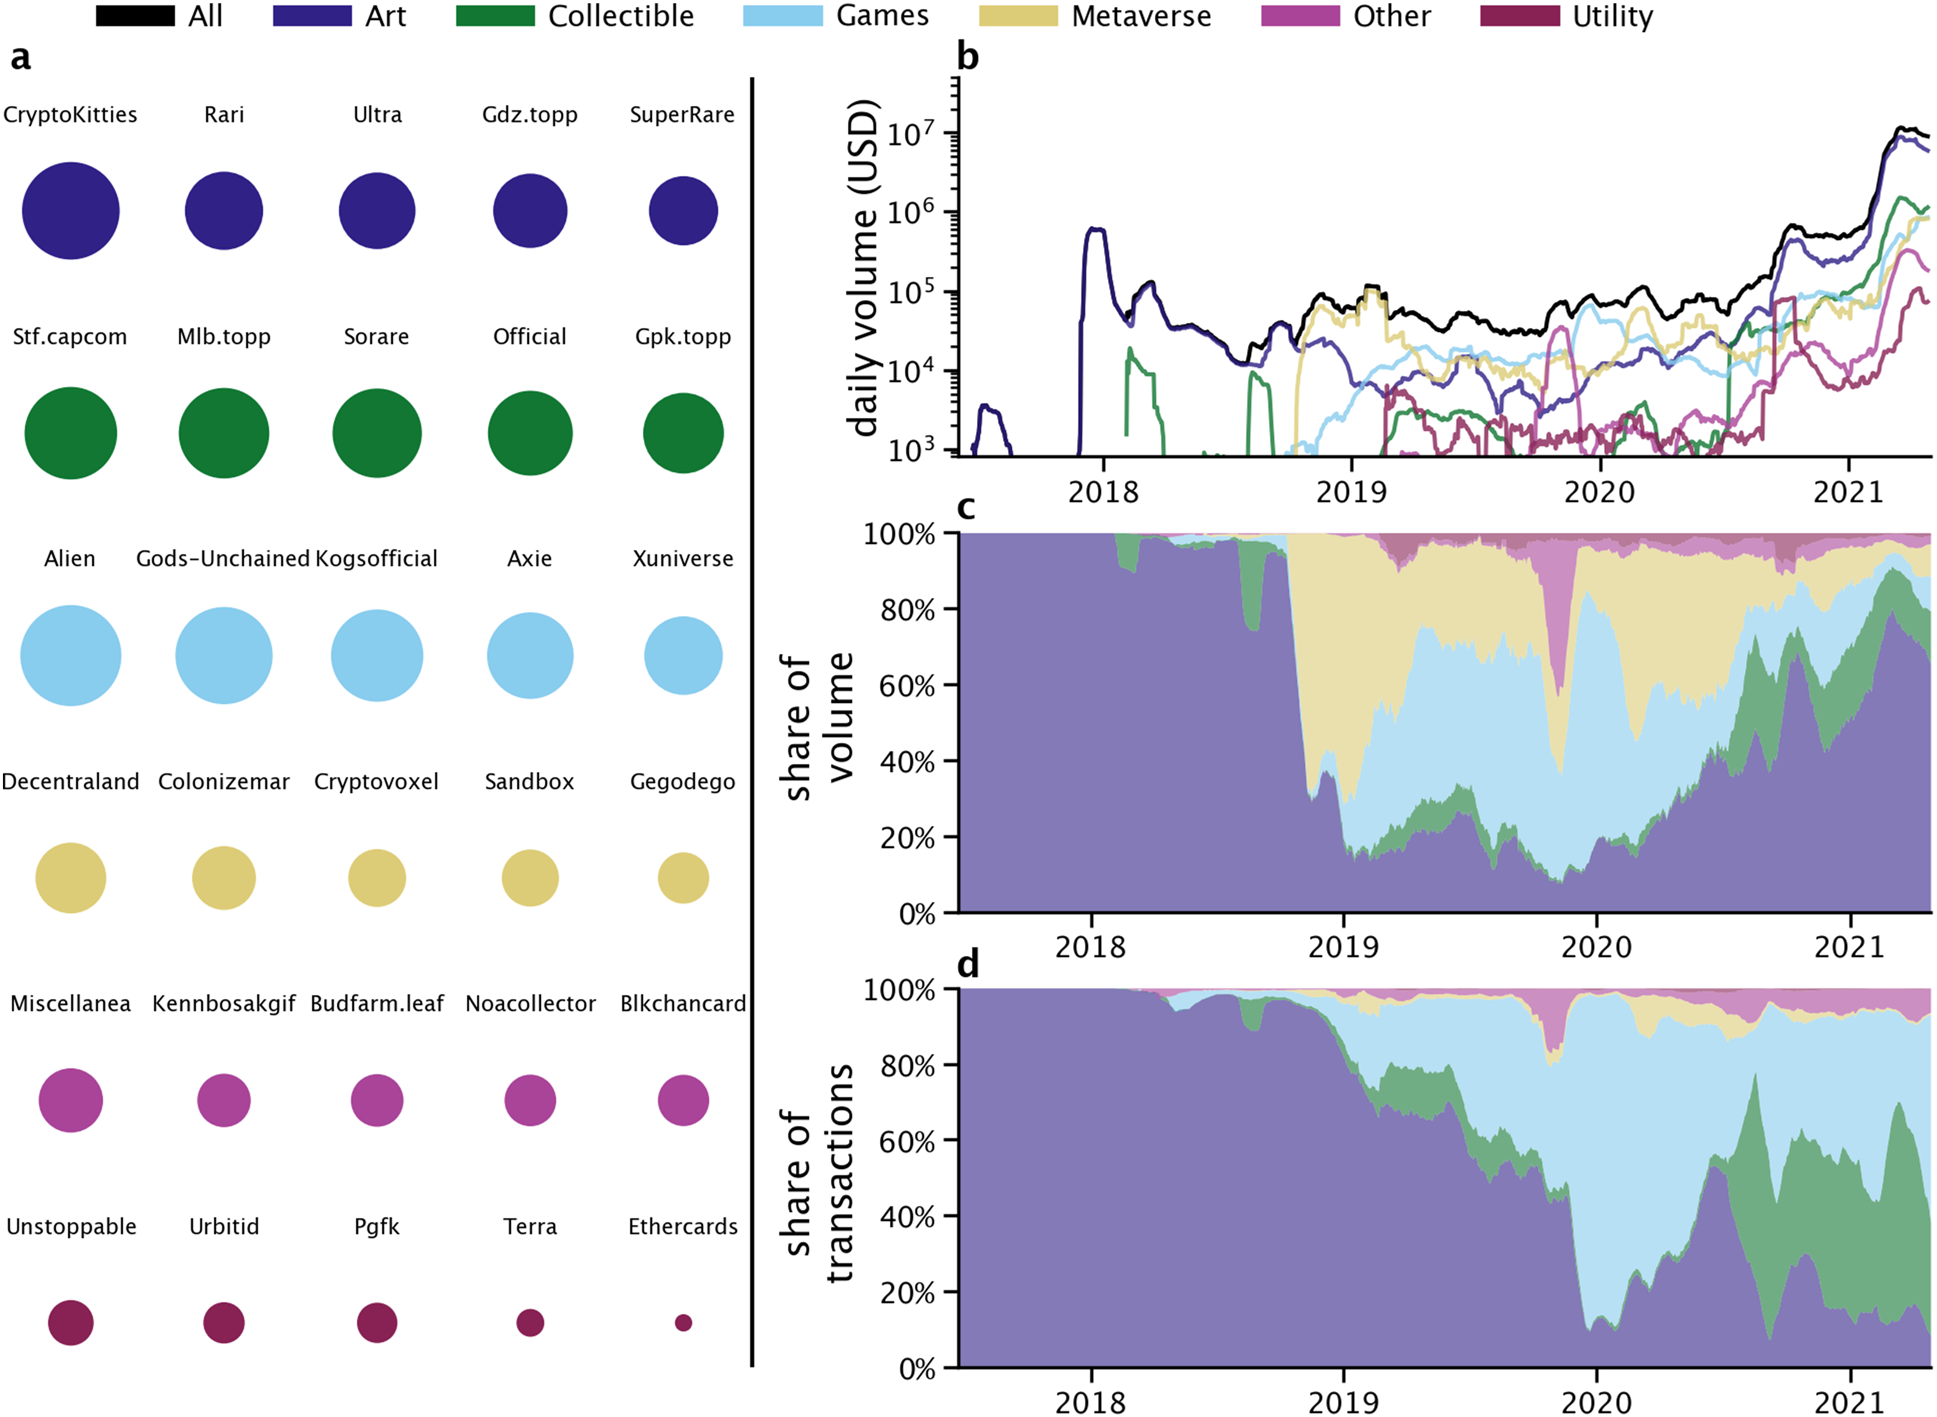 All Art Collectible Games Metaverse Other Utility
a
CryptoKitties Rari Ultra Gdz.topp SuperRare
Stf.capcom Mlb.topp Sorare Official Gpk.topp
Alien Gods-Unchained Kogsofficial Axie Xuniverse
Decentraland Colonizemar Cryptovoxel Sandbox Gegodego
Miscellanea Kennbosakgif Budfarm.leaf Noacollector Blkchancard
Unstoppable Urbitid Pgfk Terra Ethercards
b
daily volume (USD)
10⁷
10⁶
10⁵
10⁴
10³
2018 2019 2020 2021
c
share of
volume
100%
80%
60%
40%
20%
0%
2018 2019 2020 2021
d
share of
transactions
100%
80%
60%
40%
20%
0%
2018 2019 2020 2021